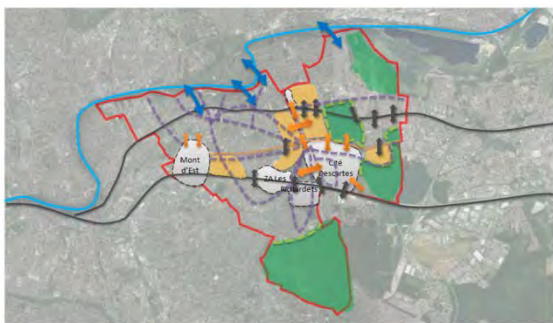 Mont
d'Est
ZA Les
Richardets
Cité
Descartes